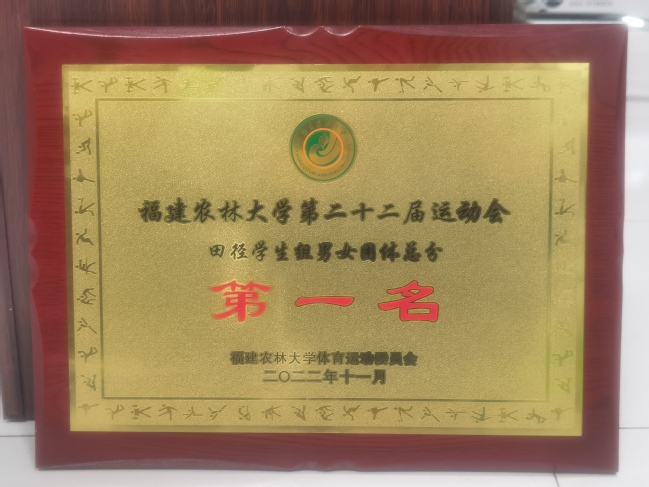 福建农林大学第二十二届运动会
田径学生组男女团体总分
第一名
福建农林大学体育运动委员会
二〇二二年十一月